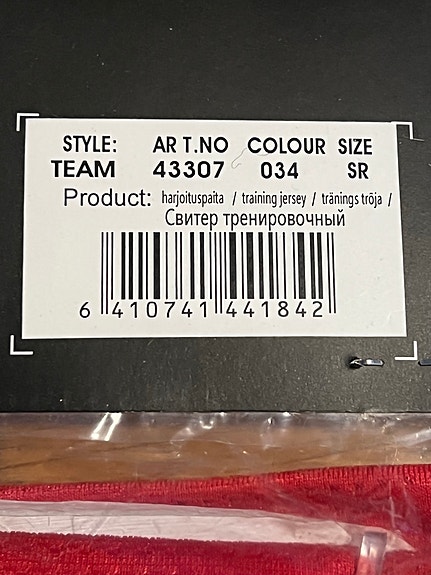 STYLE: ART.NO COLOUR SIZE
TEAM 43307 034 SR
Product: harjoituspaita / training jersey / tränings tröja /
Свитер тренировочный
6 410741 441842